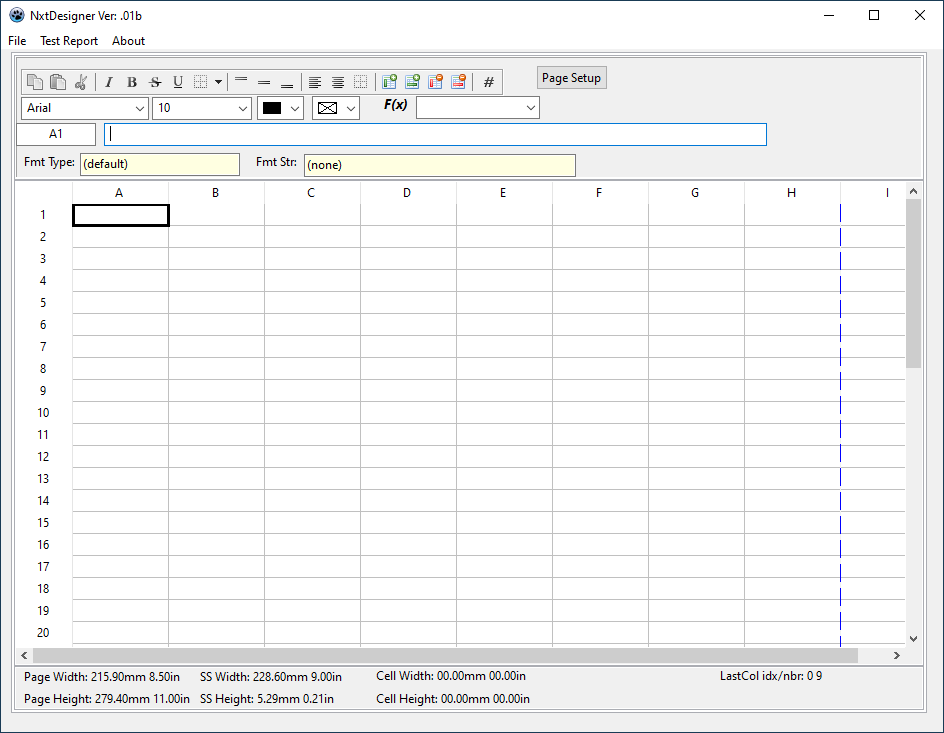 NxtDesigner Ver: .01b
File Test Report About
I B S U # Page Setup
Arial 10 F(x)
A1
Fmt Type: (default) Fmt Str: (none)
A B C D E F G H I
1
2
3
4
5
6
7
8
9
10
11
12
13
14
15
16
17
18
19
20
Page Width: 215.90mm 8.50in SS Width: 228.60mm 9.00in Cell Width: 00.00mm 00.00in LastCol idx/nbr: 0 9
Page Height: 279.40mm 11.00in SS Height: 5.29mm 0.21in Cell Height: 00.00mm 00.00in